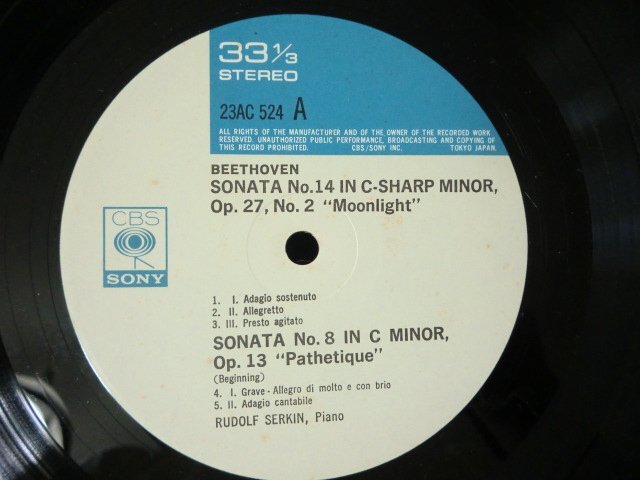 33 1/3
STEREO
23AC 524 A
ALL RIGHTS OF THE MANUFACTURER AND OF THE OWNER OF THE RECORDED WORK
RESERVED. UNAUTHORIZED PUBLIC PERFORMANCE, BROADCASTING AND COPYING OF
THIS RECORD PROHIBITED. CBS/SONY INC. TOKYO JAPAN.
BEETHOVEN
SONATA No.14 IN C-SHARP MINOR,
Op. 27, No. 2 "Moonlight"
CBS
SONY
1. I. Adagio sostenuto
2. II. Allegretto
3. III. Presto agitato
SONATA No. 8 IN C MINOR,
Op. 13 "Pathetique"
(Beginning)
4. I. Grave - Allegro di molto e con brio
5. II. Adagio cantabile
RUDOLF SERKIN, Piano